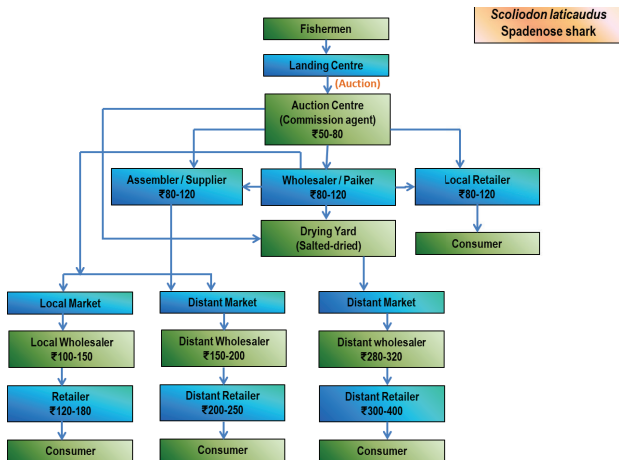 Scoliodon laticaudus
Spadenose shark
Fishermen
Landing Centre
(Auction)
Auction Centre
(Commission agent)
₹50-80
Assembler / Supplier
₹80-120
Wholesaler / Paiker
₹80-120
Local Retailer
₹80-120
Drying Yard
(Salted-dried)
Consumer
Local Market
Distant Market
Distant Market
Local Wholesaler
₹100-150
Distant Wholesaler
₹150-200
Distant wholesaler
₹280-320
Retailer
₹120-180
Distant Retailer
₹200-250
Distant Retailer
₹300-400
Consumer
Consumer
Consumer